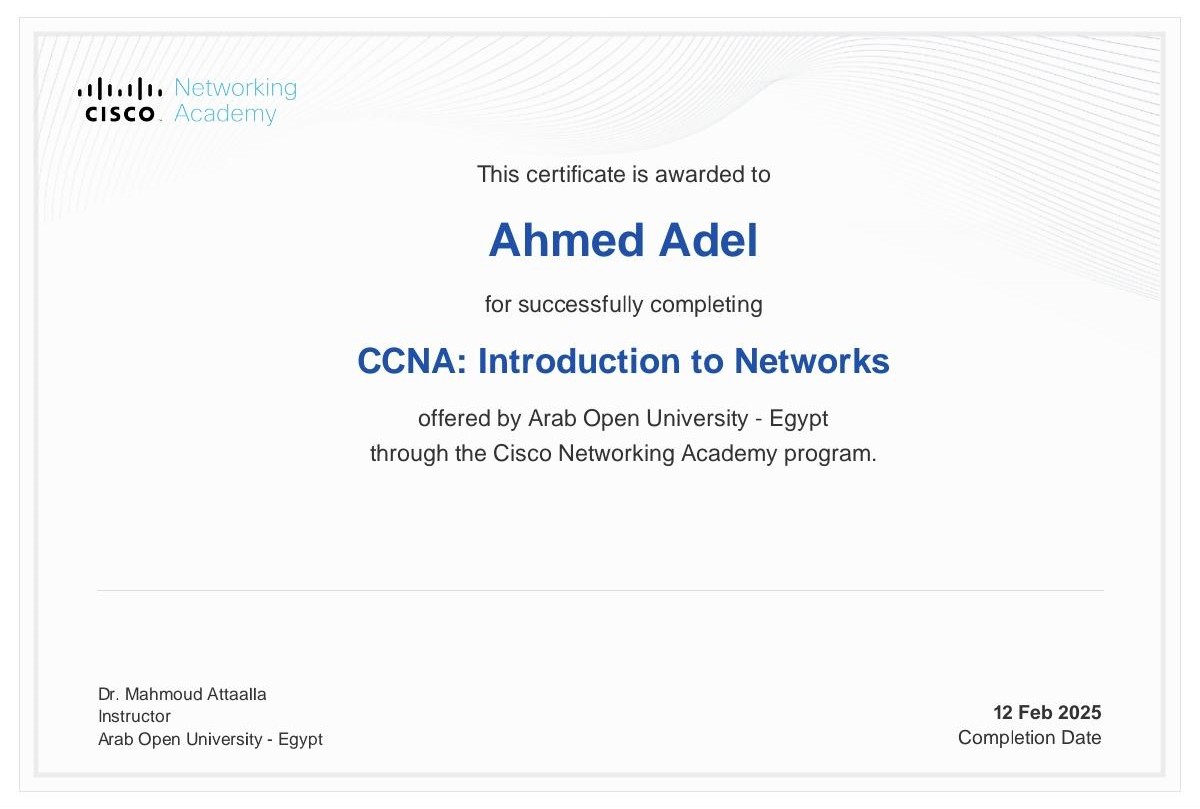 Networking
CISCO Academy
This certificate is awarded to
Ahmed Adel
for successfully completing
CCNA: Introduction to Networks
offered by Arab Open University - Egypt
through the Cisco Networking Academy program.
Dr. Mahmoud Attaalla
Instructor
Arab Open University - Egypt
12 Feb 2025
Completion Date